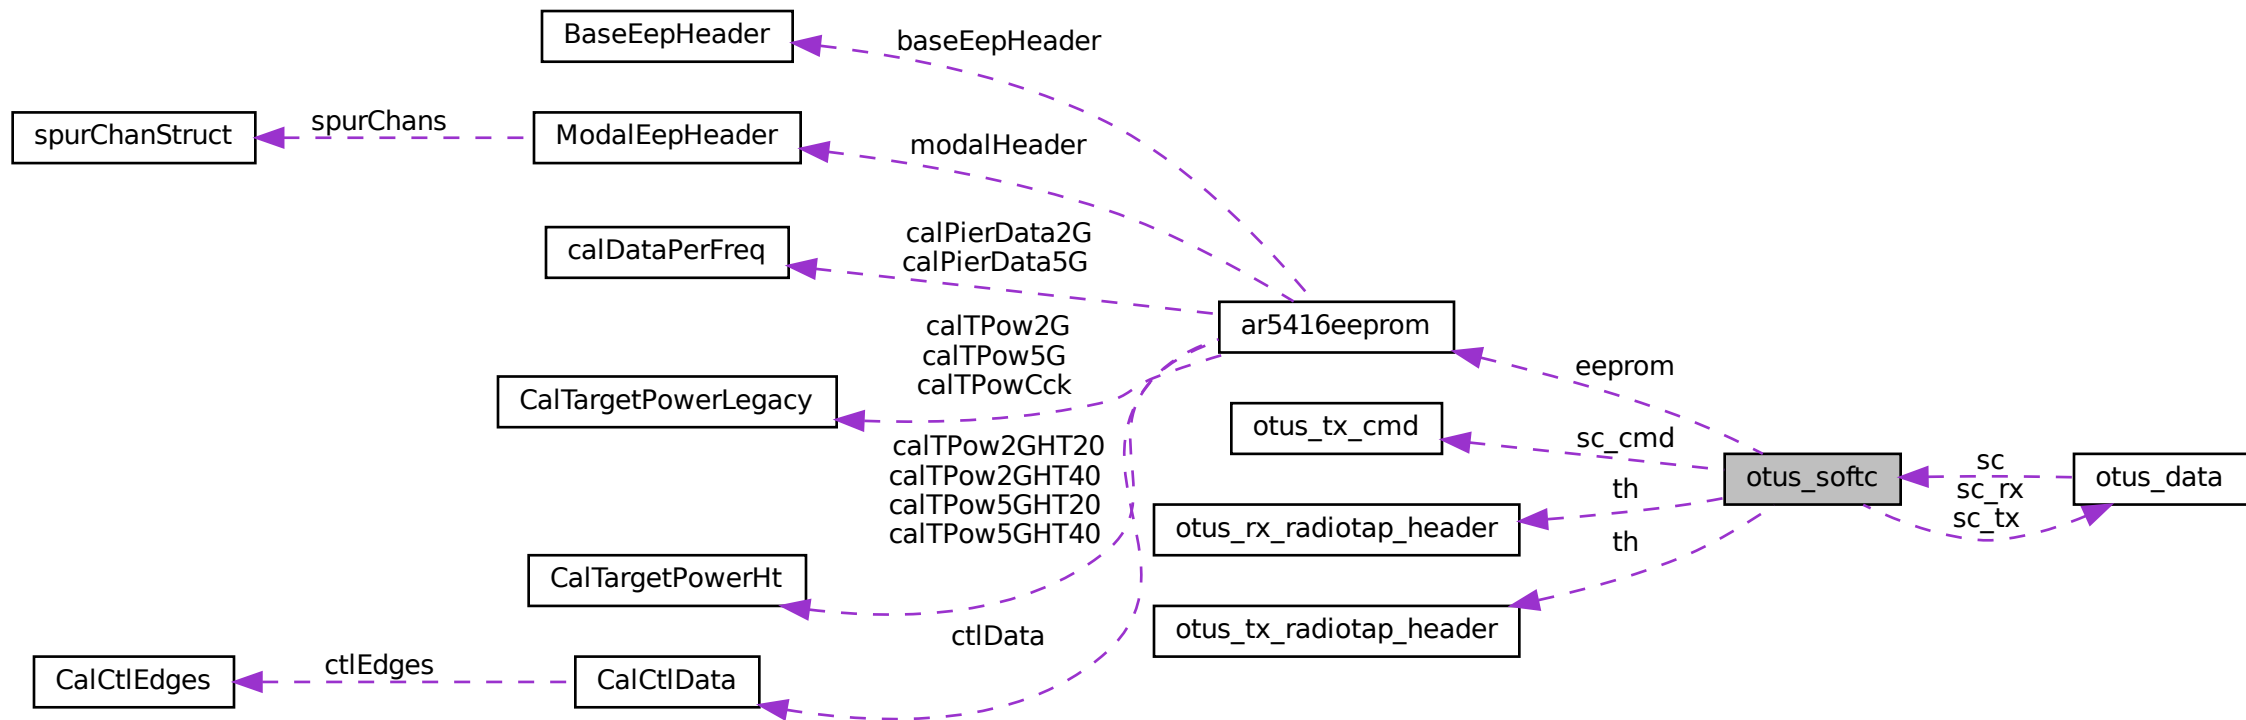 BaseEepHeader
baseEepHeader
spurChanStruct
spurChans
ModalEepHeader
modalHeader
calDataPerFreq
calPierData2G
calPierData5G
ar5416eeprom
calTPow2G
calTPow5G
calTPowCck
CalTargetPowerLegacy
eeprom
otus_tx_cmd
sc_cmd
calTPow2GHT20
calTPow2GHT40
calTPow5GHT20
calTPow5GHT40
otus_softc
sc
sc_rx
sc_tx
otus_data
th
otus_rx_radiotap_header
th
CalTargetPowerHt
otus_tx_radiotap_header
ctlData
CalCtlEdges
ctlEdges
CalCtlData